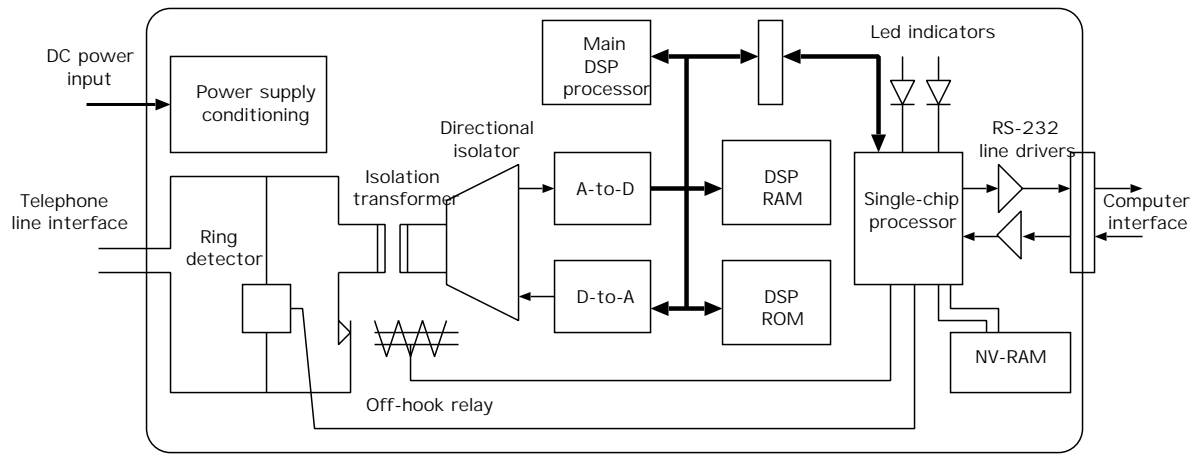 DC power
input
Power supply
conditioning
Main
DSP
processor
Led indicators
Directional
isolator
RS-232
line drivers
Isolation
transformer
A-to-D
DSP
RAM
Single-chip
processor
Computer
interface
Telephone
line interface
Ring
detector
D-to-A
DSP
ROM
NV-RAM
Off-hook relay